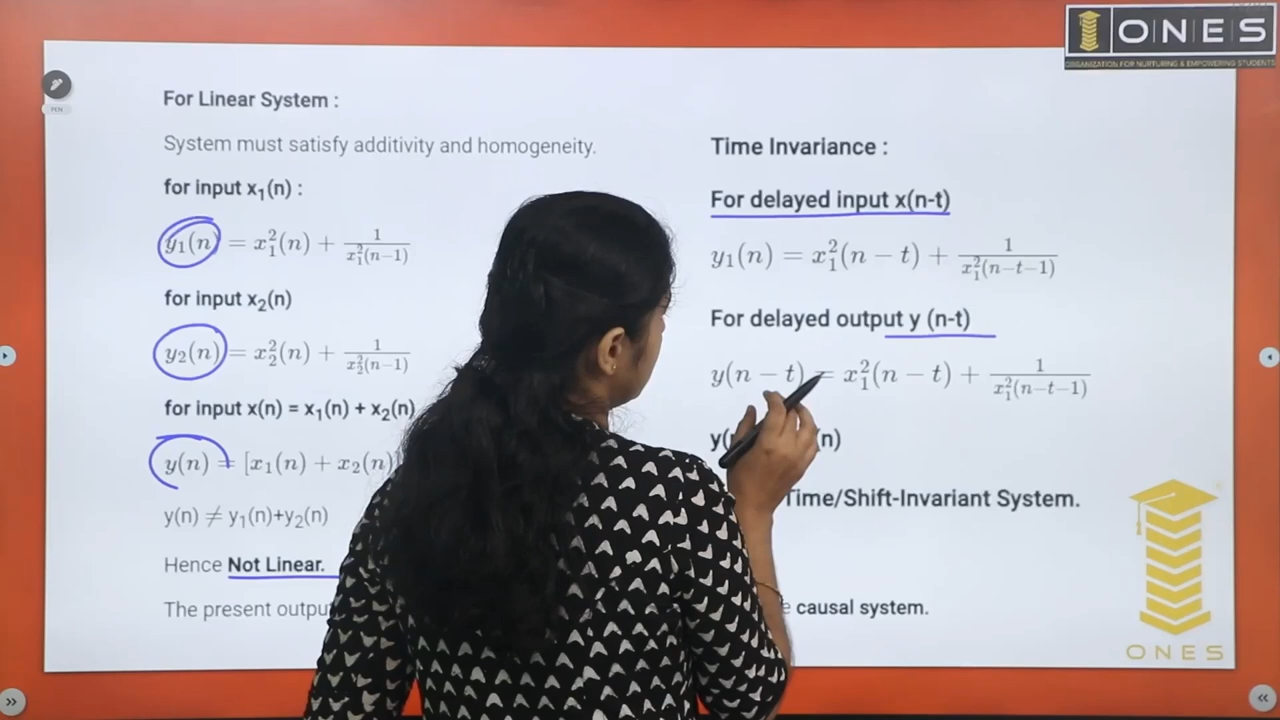 ONES
ORGANIZATION FOR NURTURING & EMPOWERING STUDENTS
PEN
For Linear System :
System must satisfy additivity and homogeneity.
for input x₁(n) :
y₁(n) = x₁²(n) + 1/x₁²(n−1)
for input x₂(n)
y₂(n) = x₂²(n) + 1/x₂²(n−1)
for input x(n) = x₁(n) + x₂(n)
y(n) = [x₁(n) + x₂(n)
y(n) ≠ y₁(n)+y₂(n)
Hence Not Linear.
The present output
Time Invariance :
For delayed input x(n-t)
y₁(n) = x₁²(n − t) + 1/x₁²(n−t−1)
For delayed output y (n-t)
y(n − t) = x₁²(n − t) + 1/x₁²(n−t−1)
y( n)
Time/Shift-Invariant System.
causal system.
ONES